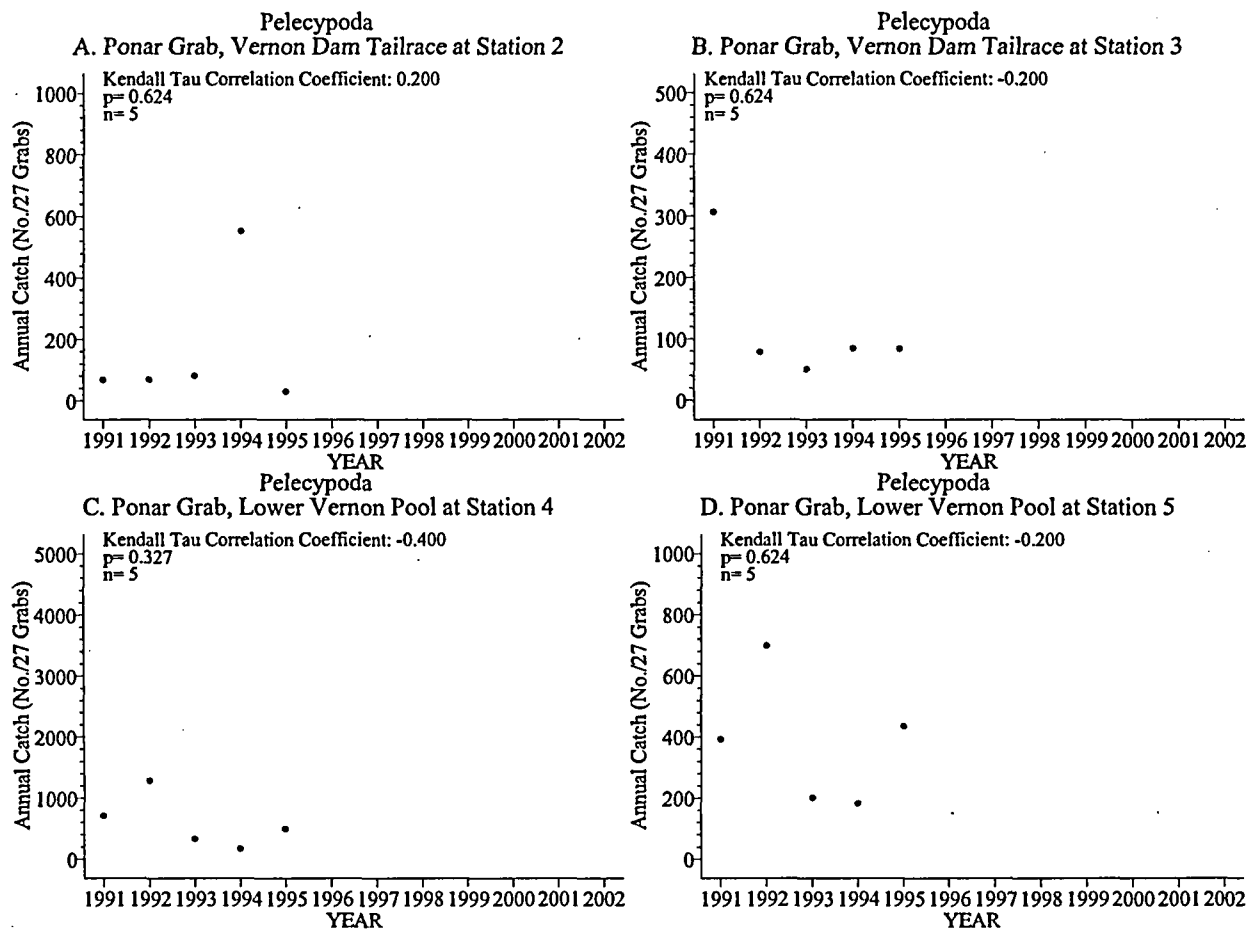 Pelecypoda
A. Ponar Grab, Vernon Dam Tailrace at Station 2
Kendall Tau Correlation Coefficient: 0.200
p= 0.624
n= 5
Annual Catch (No./27 Grabs)
1000
800
600
400
200
0
1991 1992 1993 1994 1995 1996 1997 1998 1999 2000 2001 2002
YEAR
Pelecypoda
B. Ponar Grab, Vernon Dam Tailrace at Station 3
Kendall Tau Correlation Coefficient: -0.200
p= 0.624
n= 5
Annual Catch (No./27 Grabs)
500
400
300
200
100
0
1991 1992 1993 1994 1995 1996 1997 1998 1999 2000 2001 2002
YEAR
Pelecypoda
C. Ponar Grab, Lower Vernon Pool at Station 4
Kendall Tau Correlation Coefficient: -0.400
p= 0.327
n= 5
Annual Catch (No./27 Grabs)
5000
4000
3000
2000
1000
0
1991 1992 1993 1994 1995 1996 1997 1998 1999 2000 2001 2002
YEAR
Pelecypoda
D. Ponar Grab, Lower Vernon Pool at Station 5
Kendall Tau Correlation Coefficient: -0.200
p= 0.624
n= 5
Annual Catch (No./27 Grabs)
1000
800
600
400
200
0
1991 1992 1993 1994 1995 1996 1997 1998 1999 2000 2001 2002
YEAR